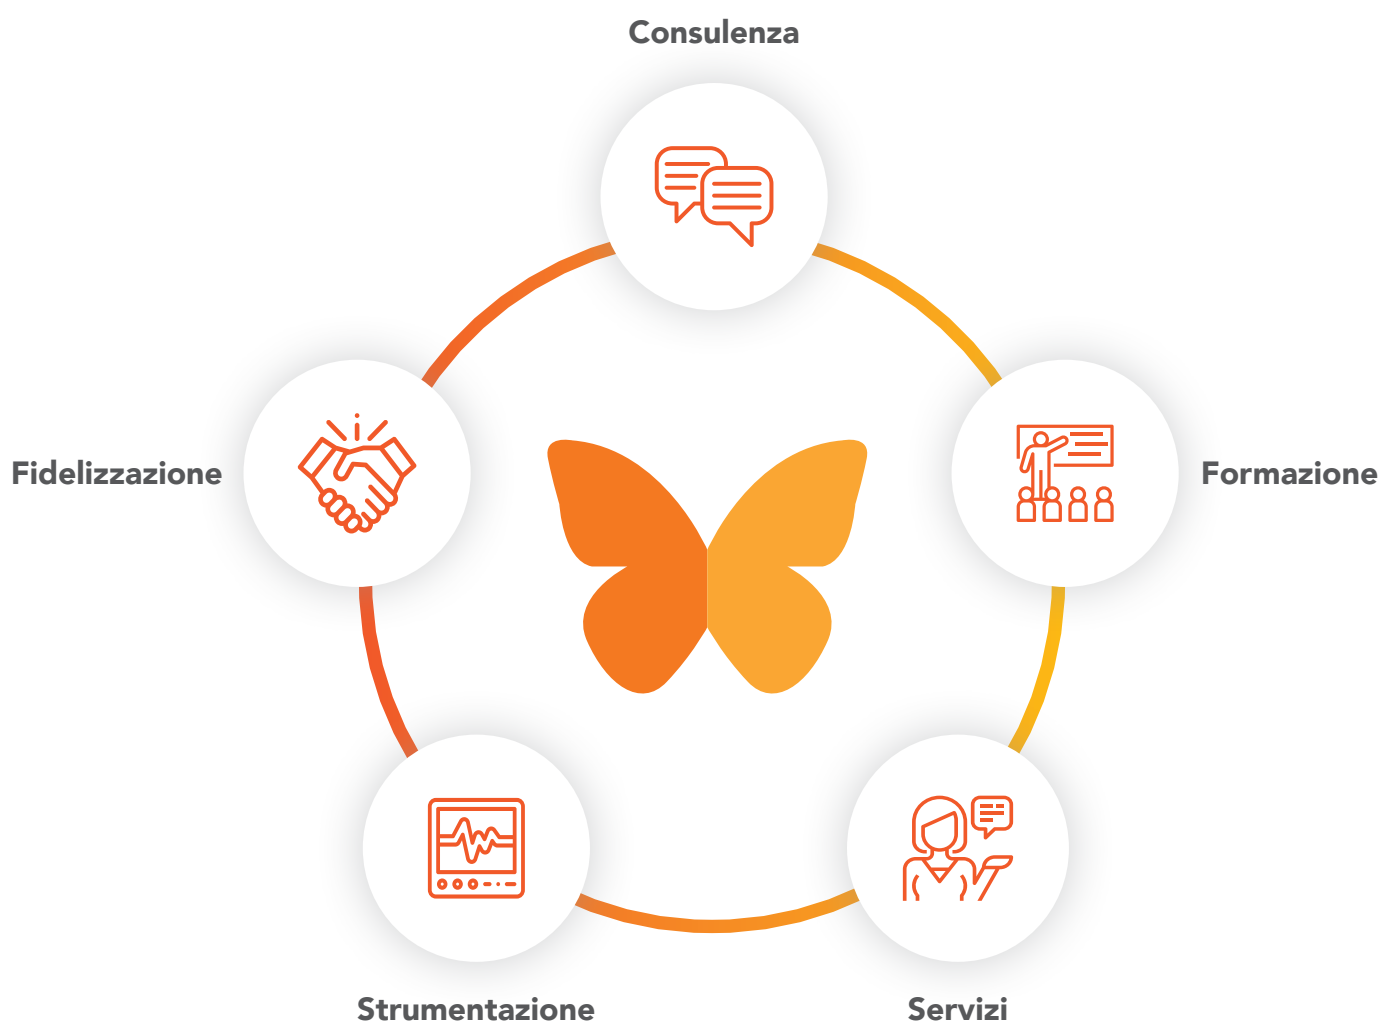 Consulenza
Fidelizzazione
Formazione
Strumentazione
Servizi